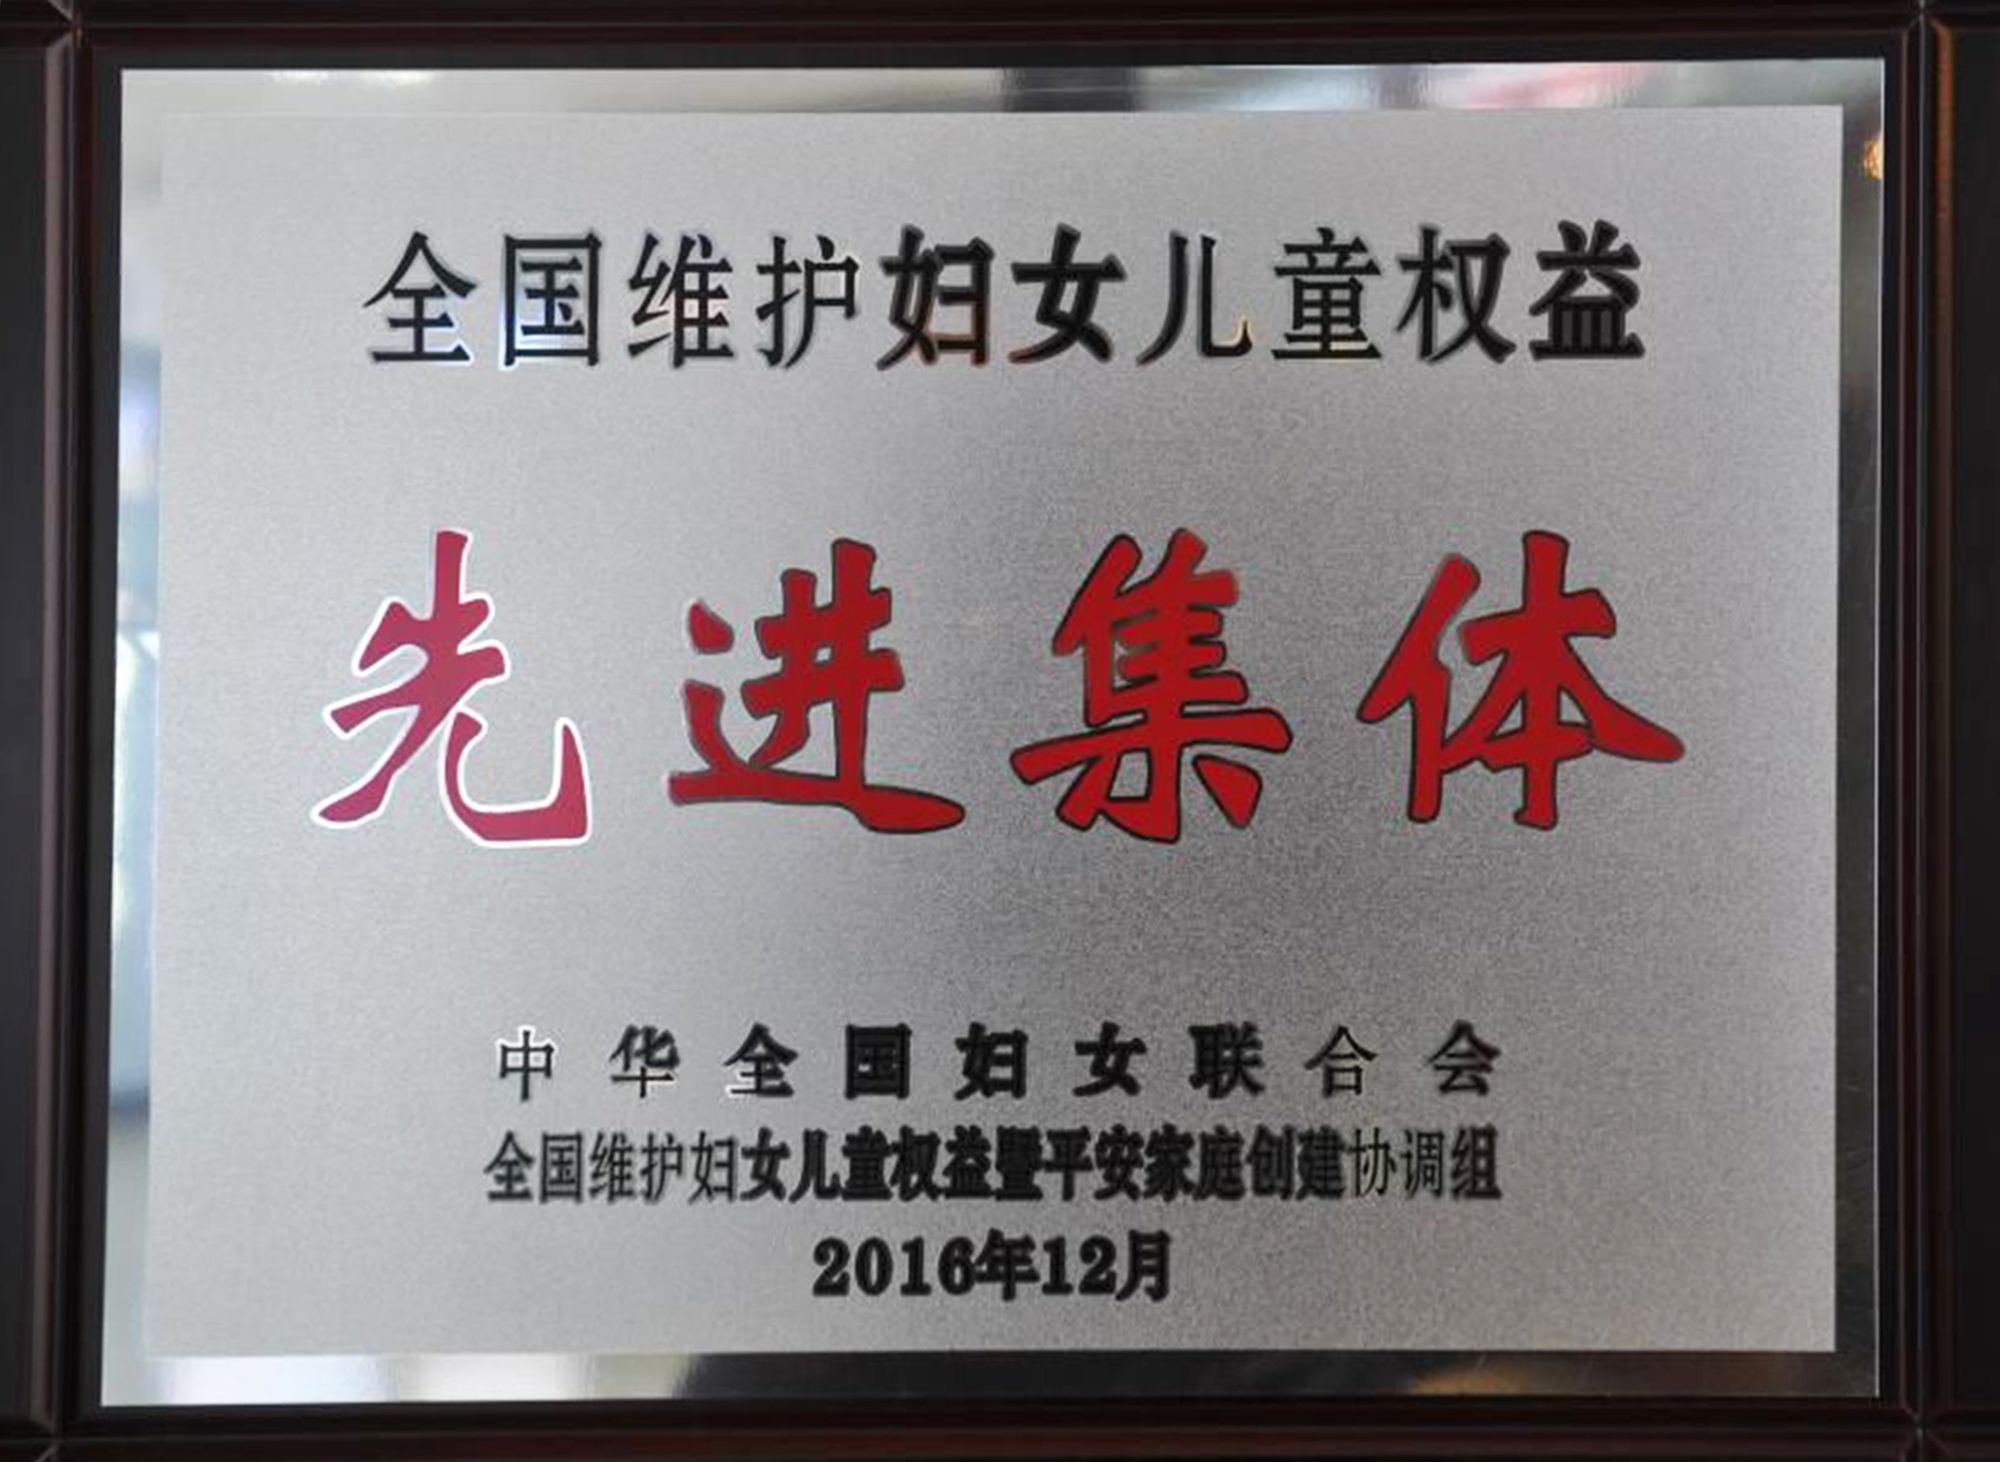 全国维护妇女儿童权益
先进集体
中华全国妇女联合会
全国维护妇女儿童权益暨平安家庭创建协调组
2016年12月